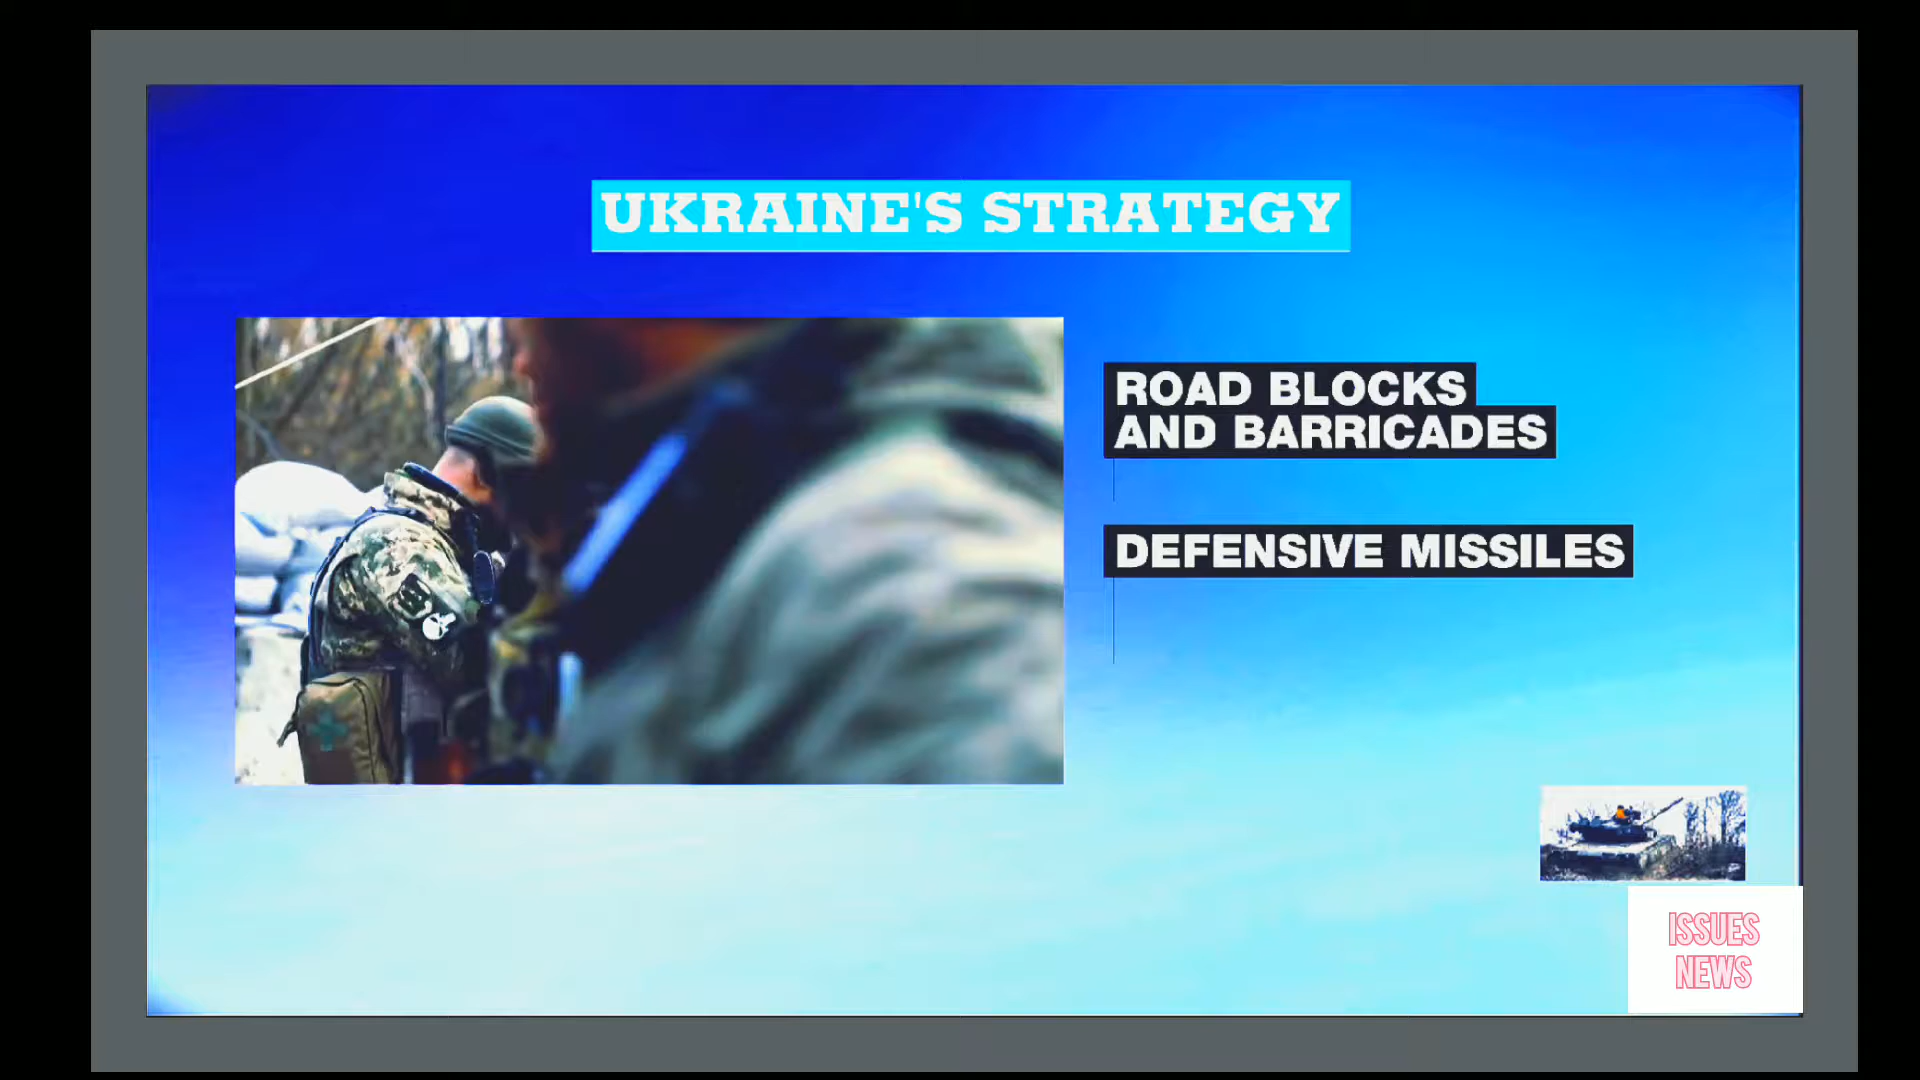 UKRAINE'S STRATEGY
ROAD BLOCKS
AND BARRICADES
DEFENSIVE MISSILES
ISSUES
NEWS